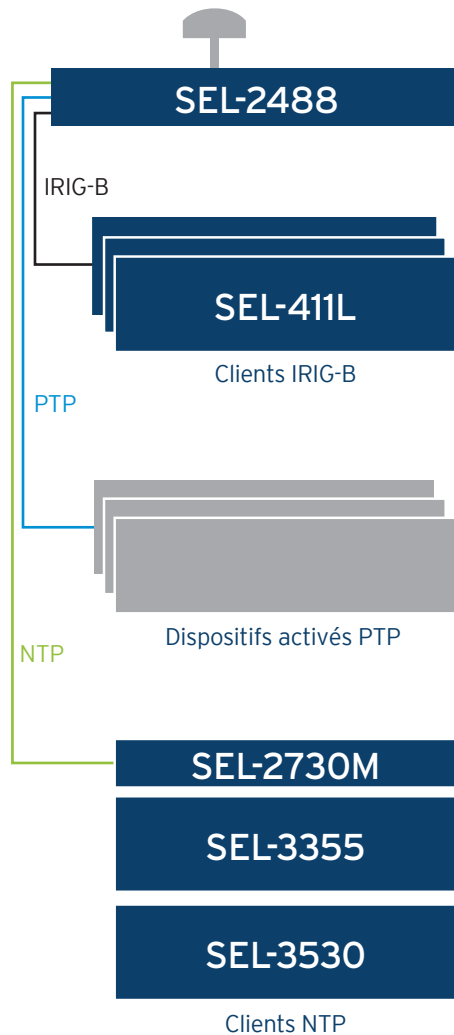 SEL-2488
IRIG-B
SEL-411L
Clients IRIG-B
PTP
Dispositifs activés PTP
NTP
SEL-2730M
SEL-3355
SEL-3530
Clients NTP